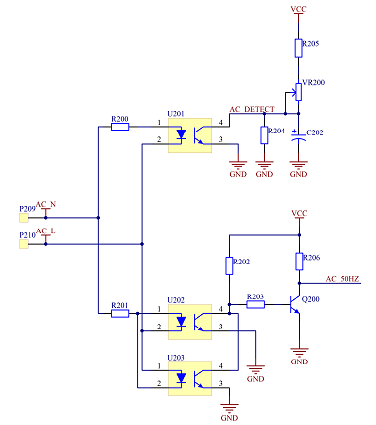 VCC
R205
VR200
U201
R200
1
4
AC_DETECT
2
3
R204
C202
GND
GND
GND
P209
AC_N
P210
AC_L
VCC
R202
R206
AC_50HZ
R203
Q200
R201
U202
1
4
2
3
GND
U203
1
4
2
3
GND
GND